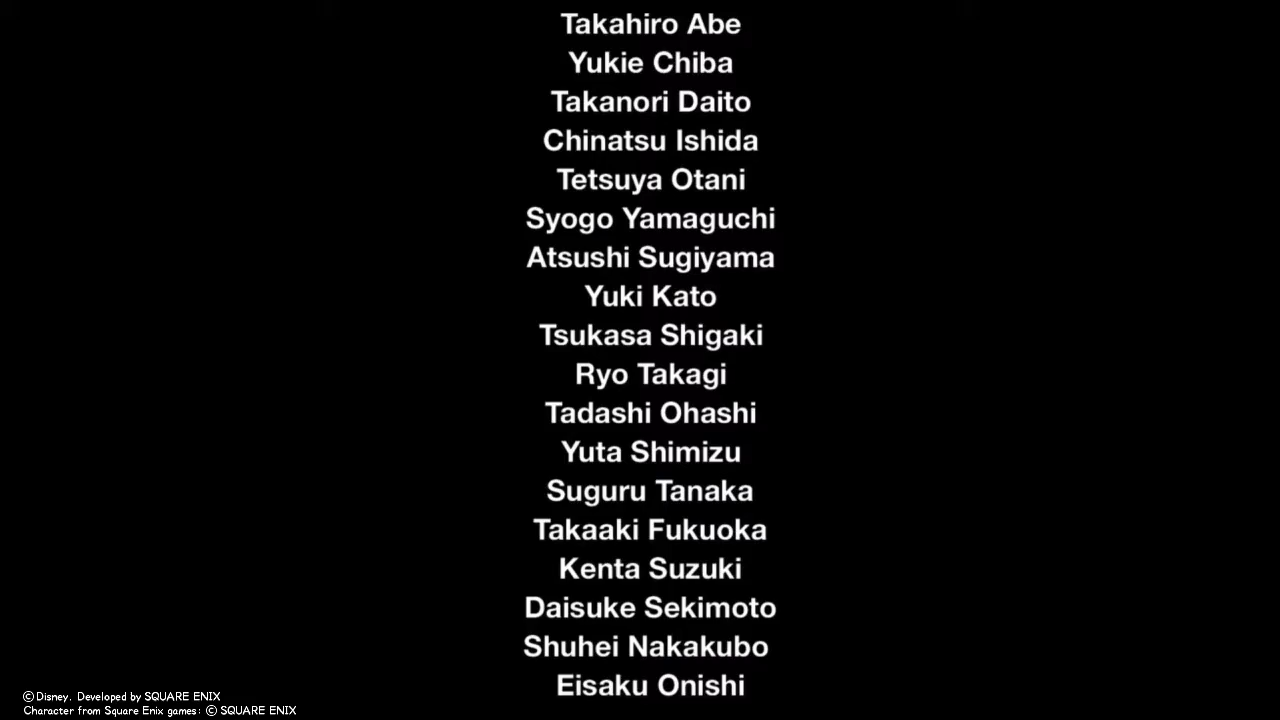 Takahiro Abe
Yukie Chiba
Takanori Daito
Chinatsu Ishida
Tetsuya Otani
Syogo Yamaguchi
Atsushi Sugiyama
Yuki Kato
Tsukasa Shigaki
Ryo Takagi
Tadashi Ohashi
Yuta Shimizu
Suguru Tanaka
Takaaki Fukuoka
Kenta Suzuki
Daisuke Sekimoto
Shuhei Nakakubo
Eisaku Onishi
©Disney. Developed by SQUARE ENIX
Character from Square Enix games: © SQUARE ENIX